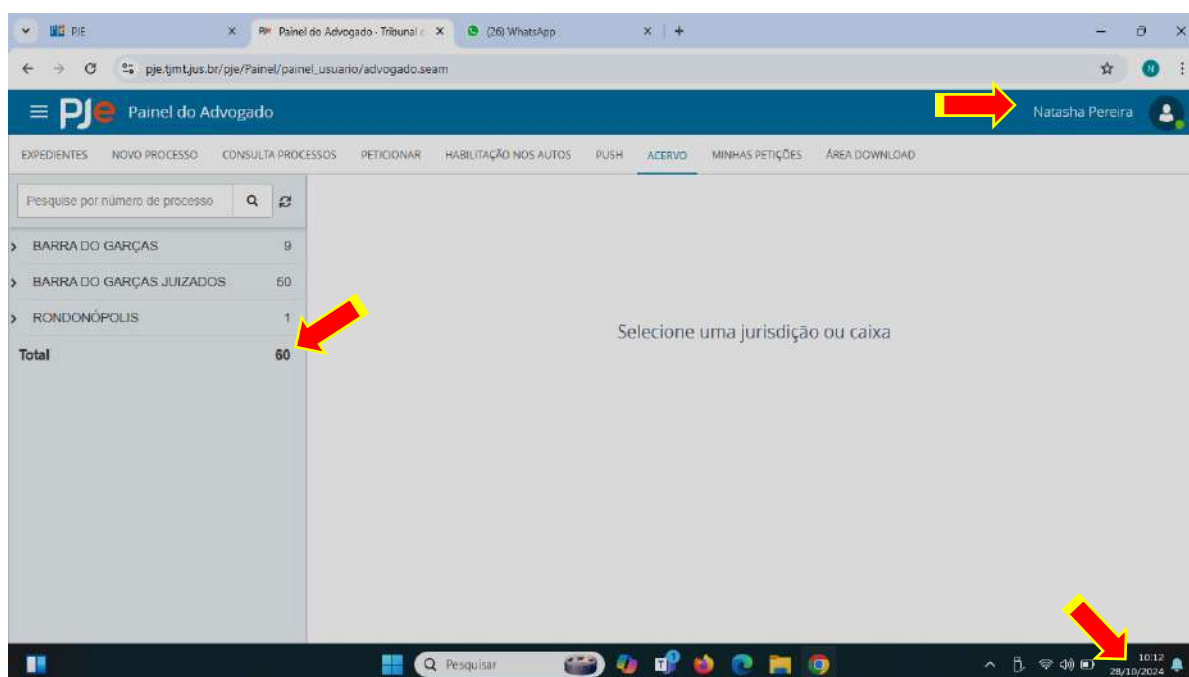 PJE
Painel do Advogado - Tribunal
(26) WhatsApp
pje.tjmt.jus.br/pje/Painel/painel_usuario/advogado.seam
N
PJe Painel do Advogado
Natasha Pereira
EXPEDIENTES NOVO PROCESSO CONSULTA PROCESSOS PETICIONAR HABILITAÇÃO NOS AUTOS PUSH ACERVO MINHAS PETIÇÕES ÁREA DOWNLOAD
Pesquise por número de processo
BARRA DO GARÇAS 9
BARRA DO GARÇAS JUIZADOS 50
RONDONÓPOLIS 1
Total 60
Selecione uma jurisdição ou caixa
Pesquisar
10:12
28/10/2024